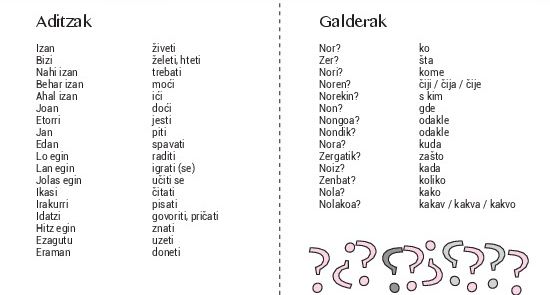 Aditzak
Izan živeti
Bizi želeti, hteti
Nahi izan trebati
Behar izan moći
Ahal izan ići
Joan doći
Etorri jesti
Jan piti
Edan spavati
Lo egin raditi
Lan egin igrati (se)
Jolas egin učiti se
Ikasi čitati
Irakurri pisati
Idatzi govoriti, pričati
Hitz egin znati
Ezagutu uzeti
Eraman doneti
Galderak
Nor? ko
Zer? šta
Nori? kome
Noren? čiji / čija / čije
Norekin? s kim
Non? gde
Nongoa? odakle
Nondik? odakle
Nora? kuda
Zergatik? zašto
Noiz? kada
Zenbat? koliko
Nola? kako
Nolakoa? kakav / kakva / kakvo